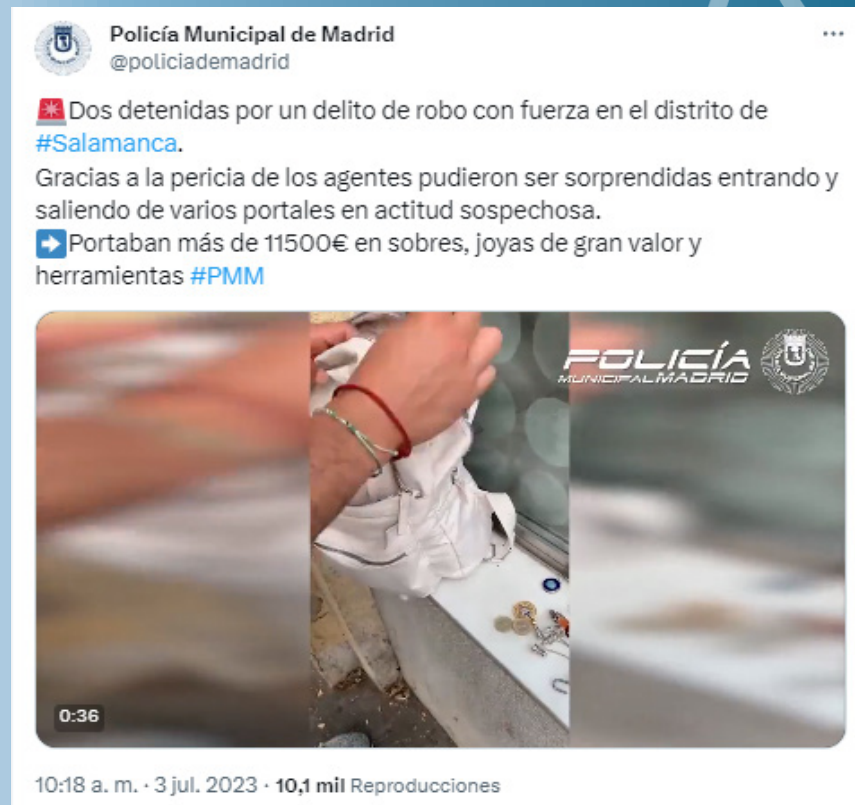 Policía Municipal de Madrid
@policiademadrid
Dos detenidas por un delito de robo con fuerza en el distrito de
#Salamanca.
Gracias a la pericia de los agentes pudieron ser sorprendidas entrando y
saliendo de varios portales en actitud sospechosa.
Portaban más de 11500€ en sobres, joyas de gran valor y
herramientas #PMM
POLICÍA
MUNICIPAL MADRID
0:36
10:18 a. m. · 3 jul. 2023 · 10,1 mil Reproducciones